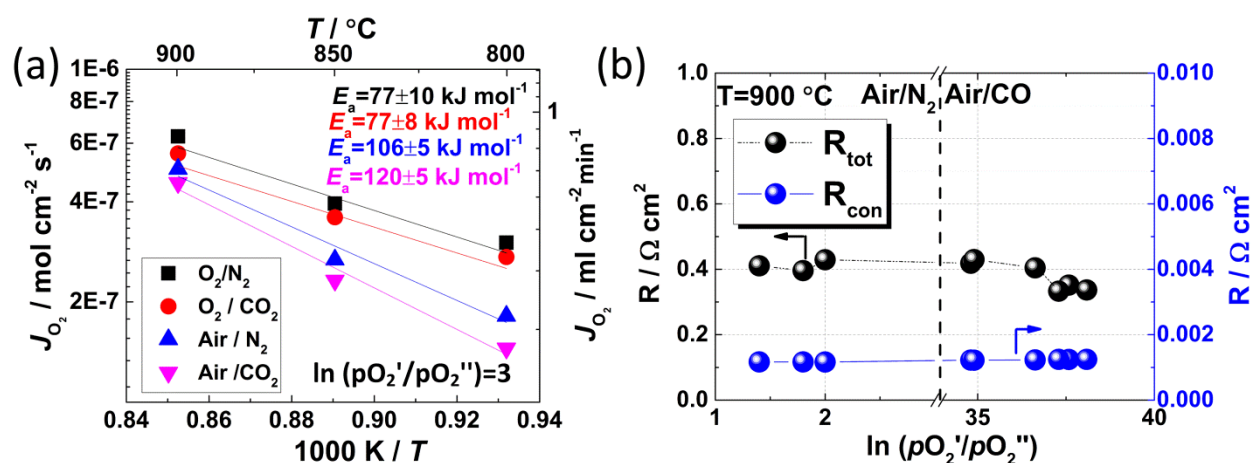 (a)
T / °C
900 850 800
1E-6
8E-7
6E-7
4E-7
2E-7
J_O₂ / mol cm⁻² s⁻¹
Eₐ=77±10 kJ mol⁻¹
Eₐ=77±8 kJ mol⁻¹
Eₐ=106±5 kJ mol⁻¹
Eₐ=120±5 kJ mol⁻¹
1
J_O₂ / ml cm⁻² min⁻¹
O₂/N₂
O₂ / CO₂
Air / N₂
Air /CO₂
ln (pO₂'/pO₂'')=3
0.84 0.86 0.88 0.90 0.92 0.94
1000 K / T
(b)
1.0
0.8
0.6
0.4
0.2
0.0
R / Ω cm²
T=900 °C
Air/N₂ Air/CO
R_tot
R_con
0.010
0.008
0.006
0.004
0.002
0.000
R / Ω cm²
1 2 35 40
ln (pO₂'/pO₂'')